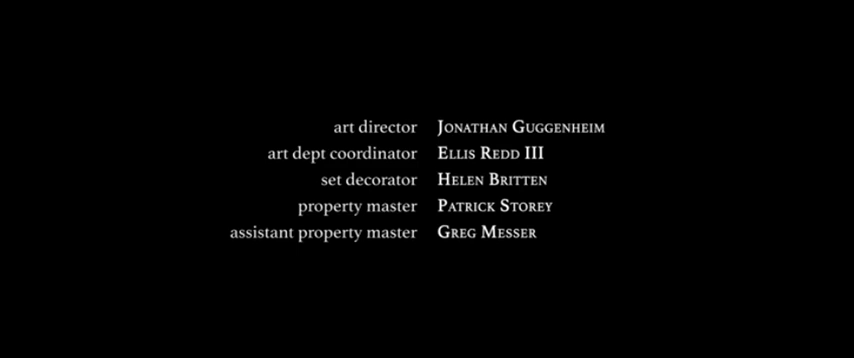 art director JONATHAN GUGGENHEIM
art dept coordinator ELLIS REDD III
set decorator HELEN BRITTEN
property master PATRICK STOREY
assistant property master GREG MESSER